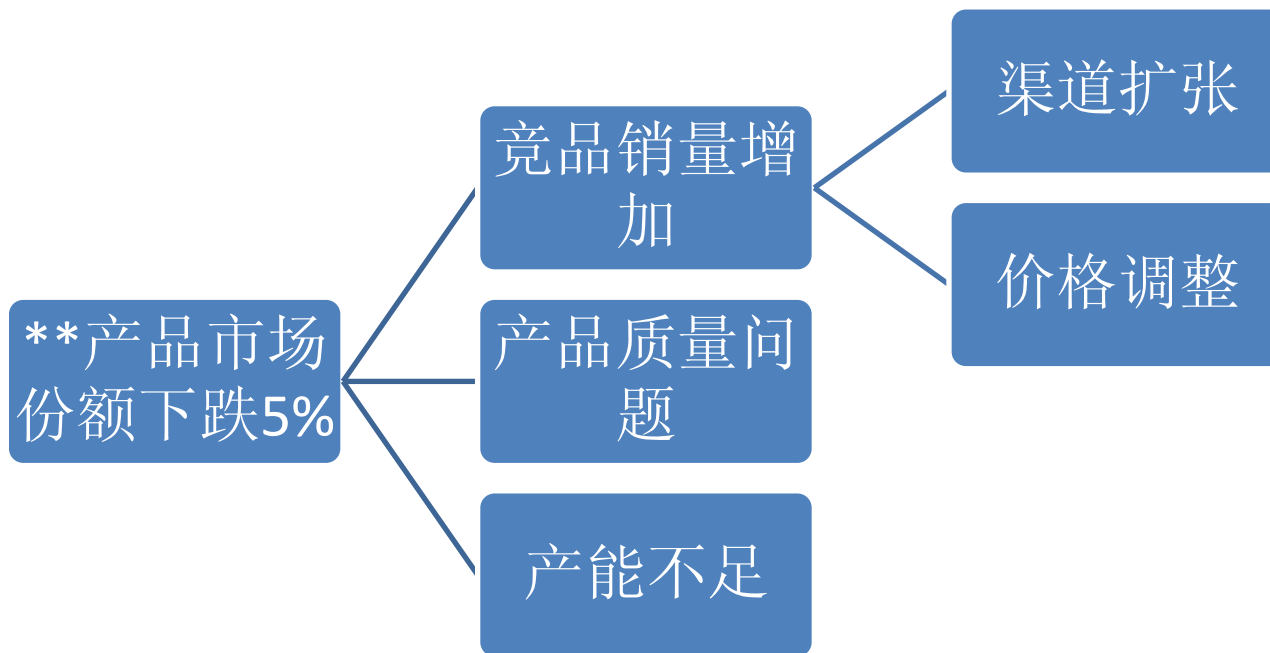 **产品市场
份额下跌5%
竞品销量增
加
产品质量问
题
产能不足
渠道扩张
价格调整